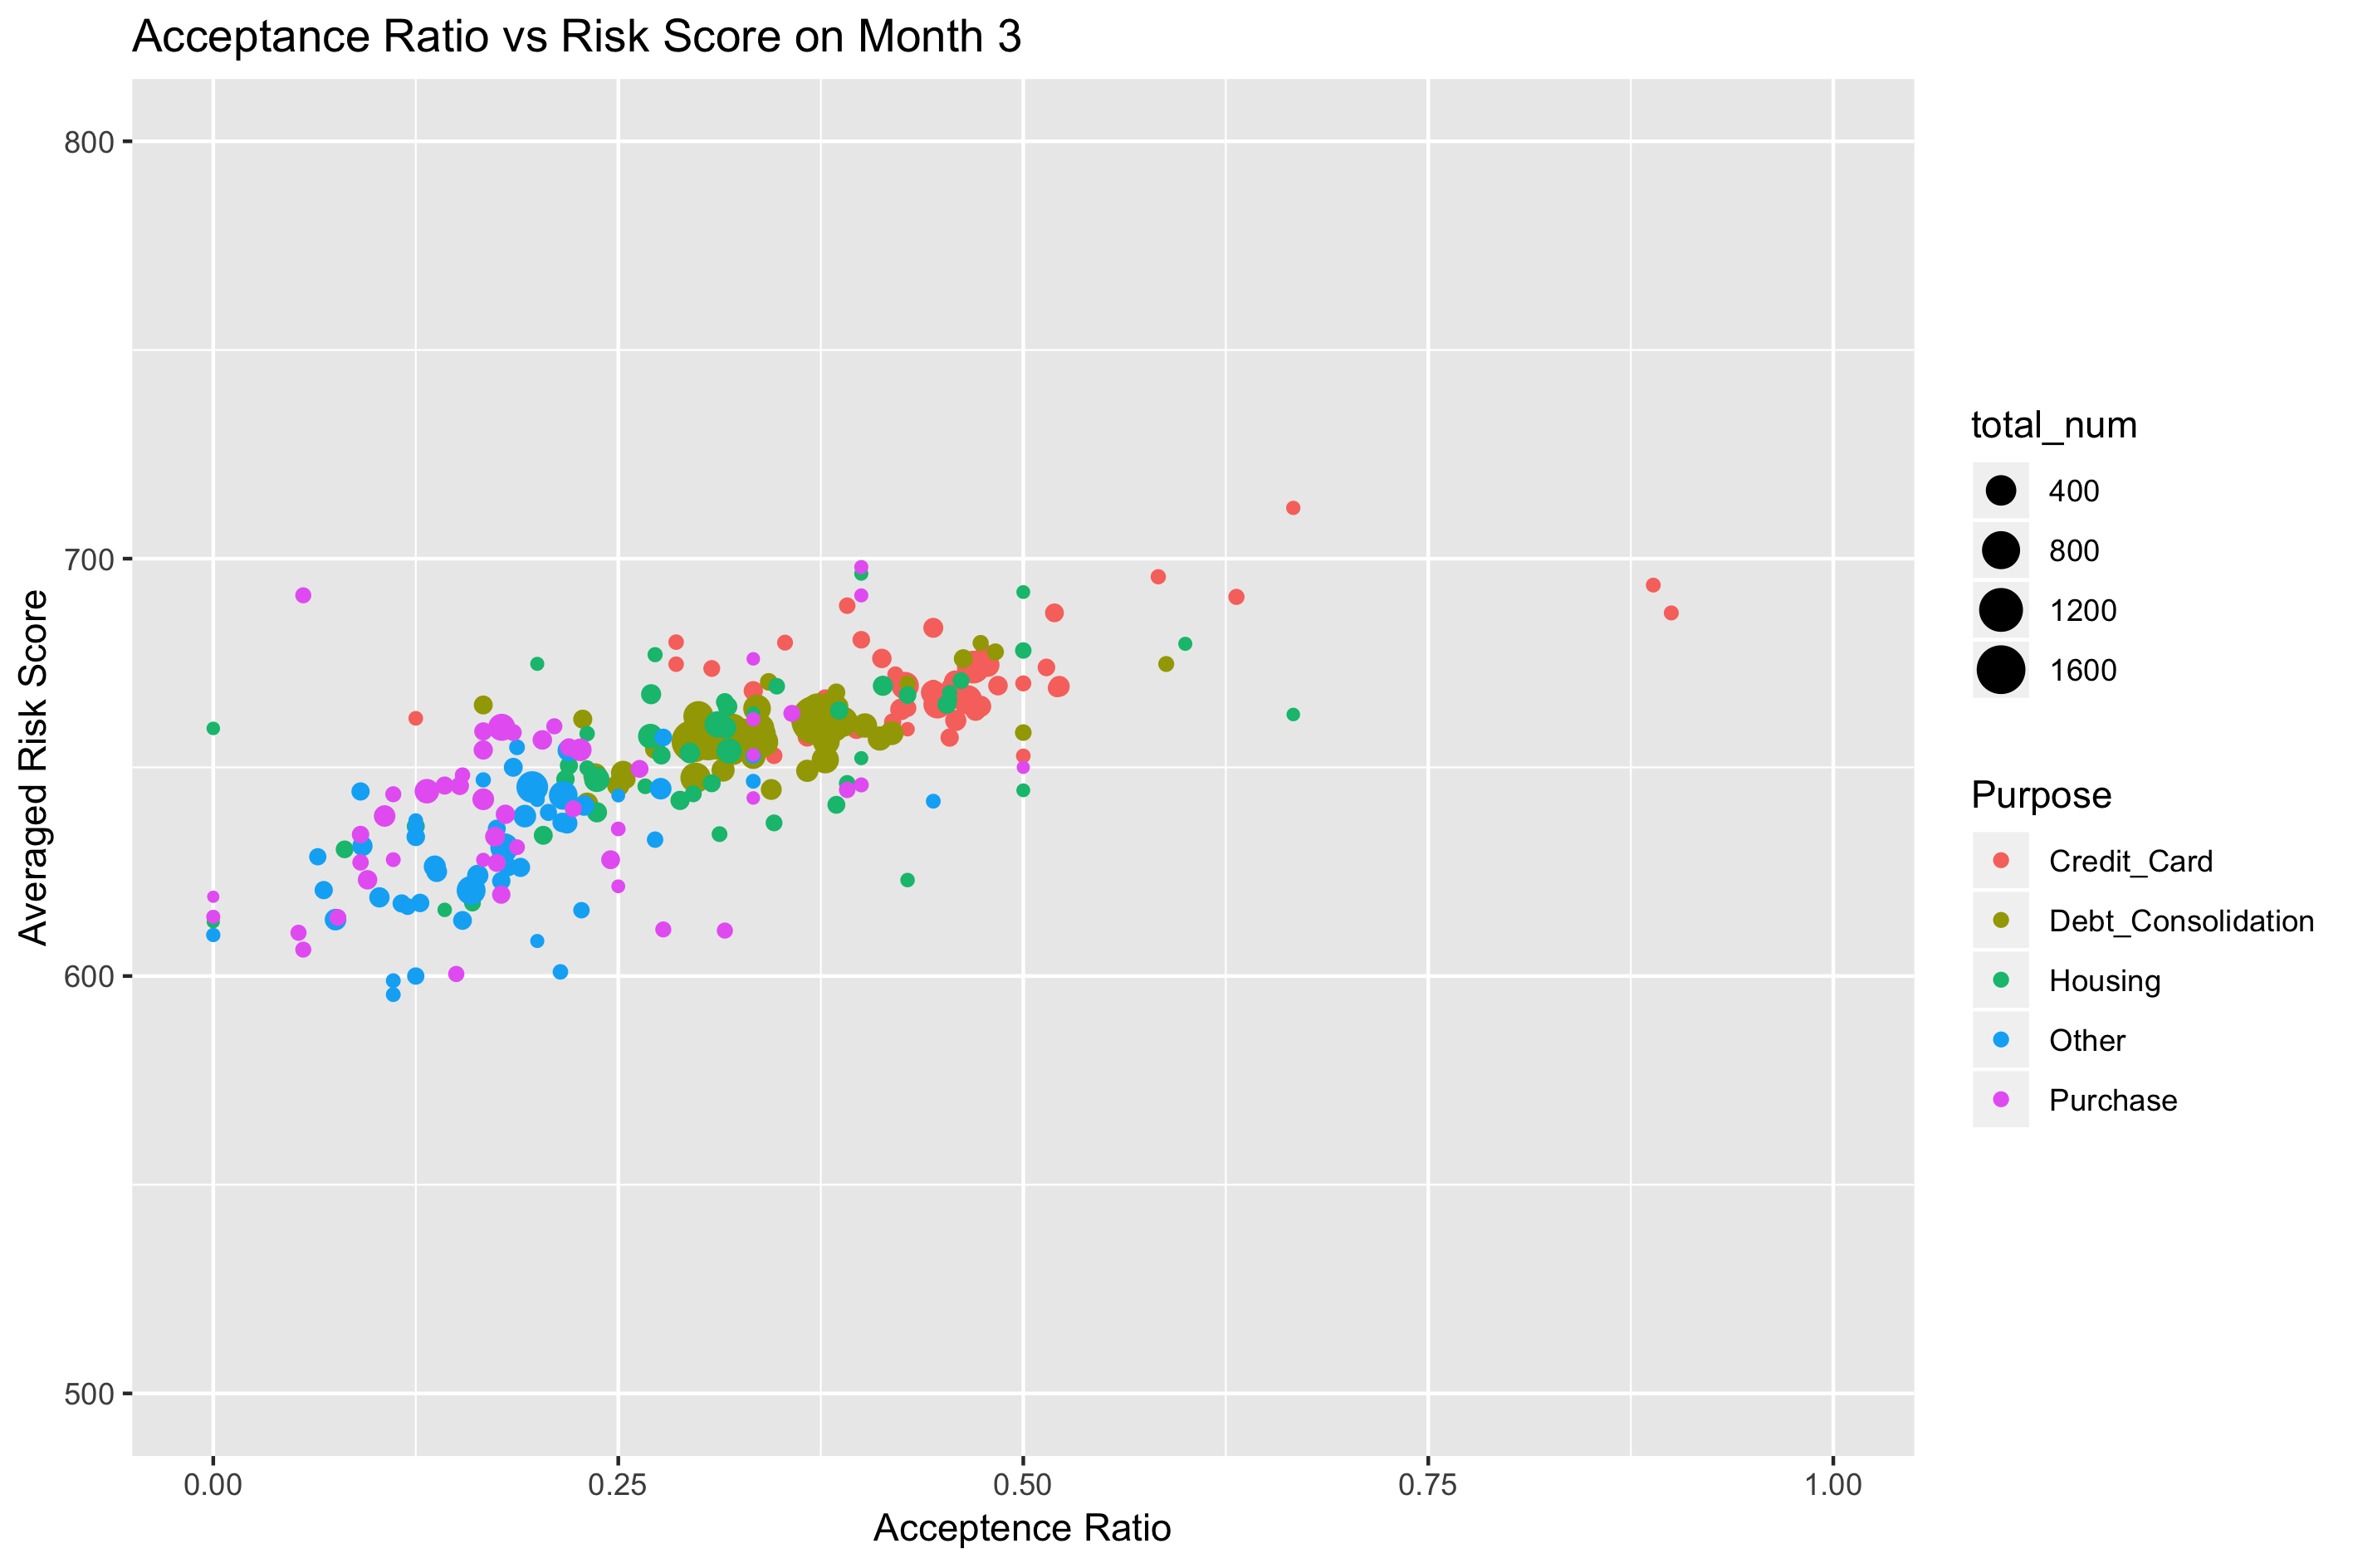 Acceptance Ratio vs Risk Score on Month 3
800
700
600
500
Averaged Risk Score
0.00
0.25
0.50
0.75
1.00
Acceptence Ratio
total_num
400
800
1200
1600
Purpose
Credit_Card
Debt_Consolidation
Housing
Other
Purchase